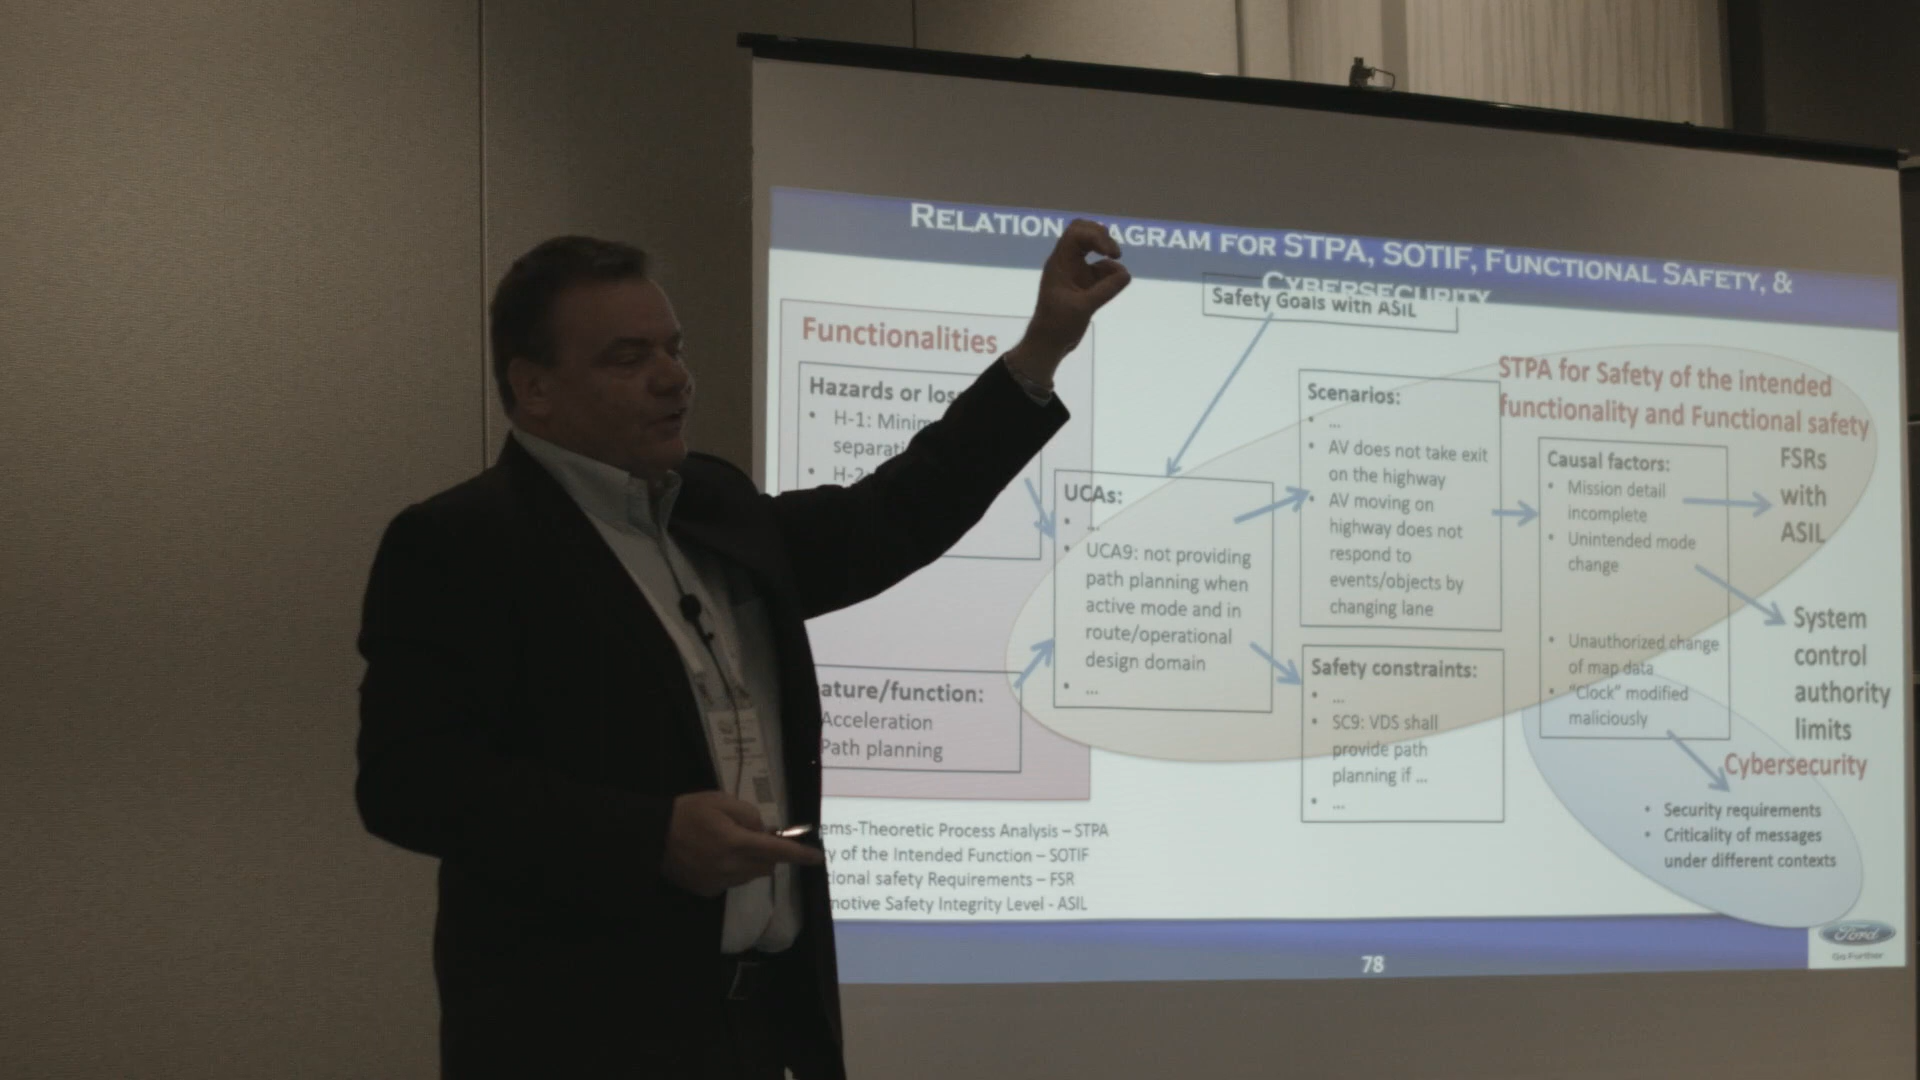 RELATION AGRAM FOR STPA, SOTIF, FUNCTIONAL SAFETY, &
CYBERSECURITY
Safety Goals with ASIL
Functionalities
Hazards or
• H-1:
• H-2
ature/function:
Acceleration
Path planning
UCAs:
• ...
• UCA9: not providing
path planning when
active mode and in
route/operational
design domain
• ...
Scenarios:
• ...
• AV does not take exit
on the highway
• AV moving on
highway does not
respond to
events/objects by
changing lane
Safety constraints:
• ...
• SC9: VDS shall
provide path
planning if ...
• ...
STPA for Safety of the intended
functionality and Functional safety
Causal factors:
• Mission detail
incomplete
• Unintended mode
change
• Unauthorized change
of map data
• "Clock" modified
maliciously
FSRs
with
ASIL
System
control
authority
limits
Cybersecurity
• Security requirements
• Criticality of messages
under different contexts
ems-Theoretic Process Analysis – STPA
y of the Intended Function – SOTIF
tional safety Requirements – FSR
motive Safety Integrity Level - ASIL
78
Ford
Go Further